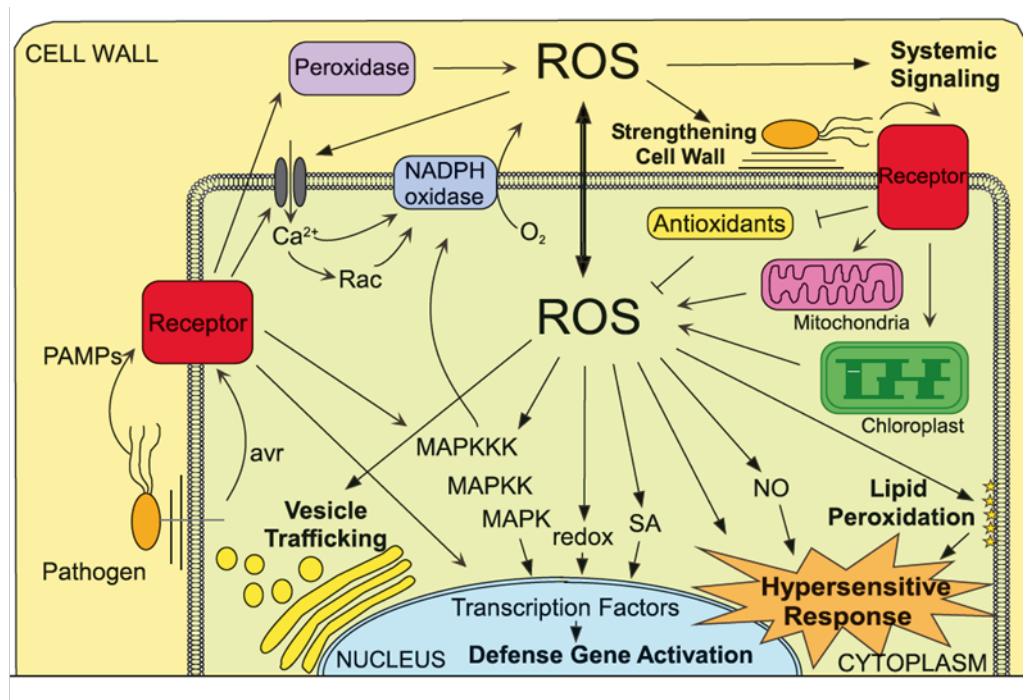 CELL WALL
Peroxidase
ROS
Systemic
Signaling
Strengthening
Cell Wall
Receptor
NADPH
oxidase
Antioxidants
Ca²⁺
O₂
Rac
Mitochondria
Receptor
ROS
PAMPs
Chloroplast
avr
MAPKKK
MAPKK
MAPK
redox
SA
NO
Lipid
Peroxidation
Vesicle
Trafficking
Pathogen
Hypersensitive
Response
Transcription Factors
NUCLEUS
Defense Gene Activation
CYTOPLASM